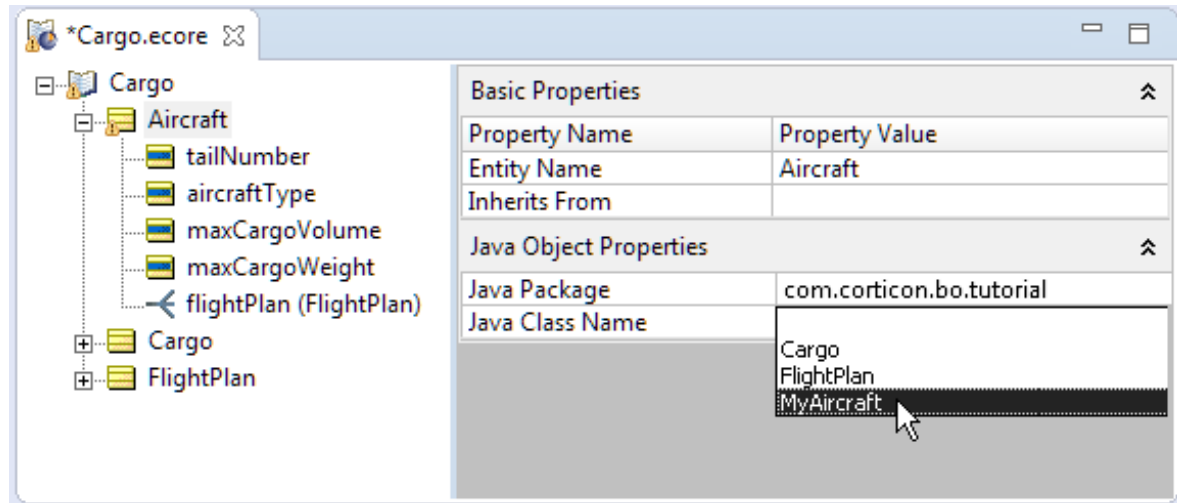 *Cargo.ecore
Cargo
Aircraft
tailNumber
aircraftType
maxCargoVolume
maxCargoWeight
flightPlan (FlightPlan)
Cargo
FlightPlan
Basic Properties
Property Name Property Value
Entity Name Aircraft
Inherits From
Java Object Properties
Java Package com.corticon.bo.tutorial
Java Class Name
Cargo
FlightPlan
MyAircraft